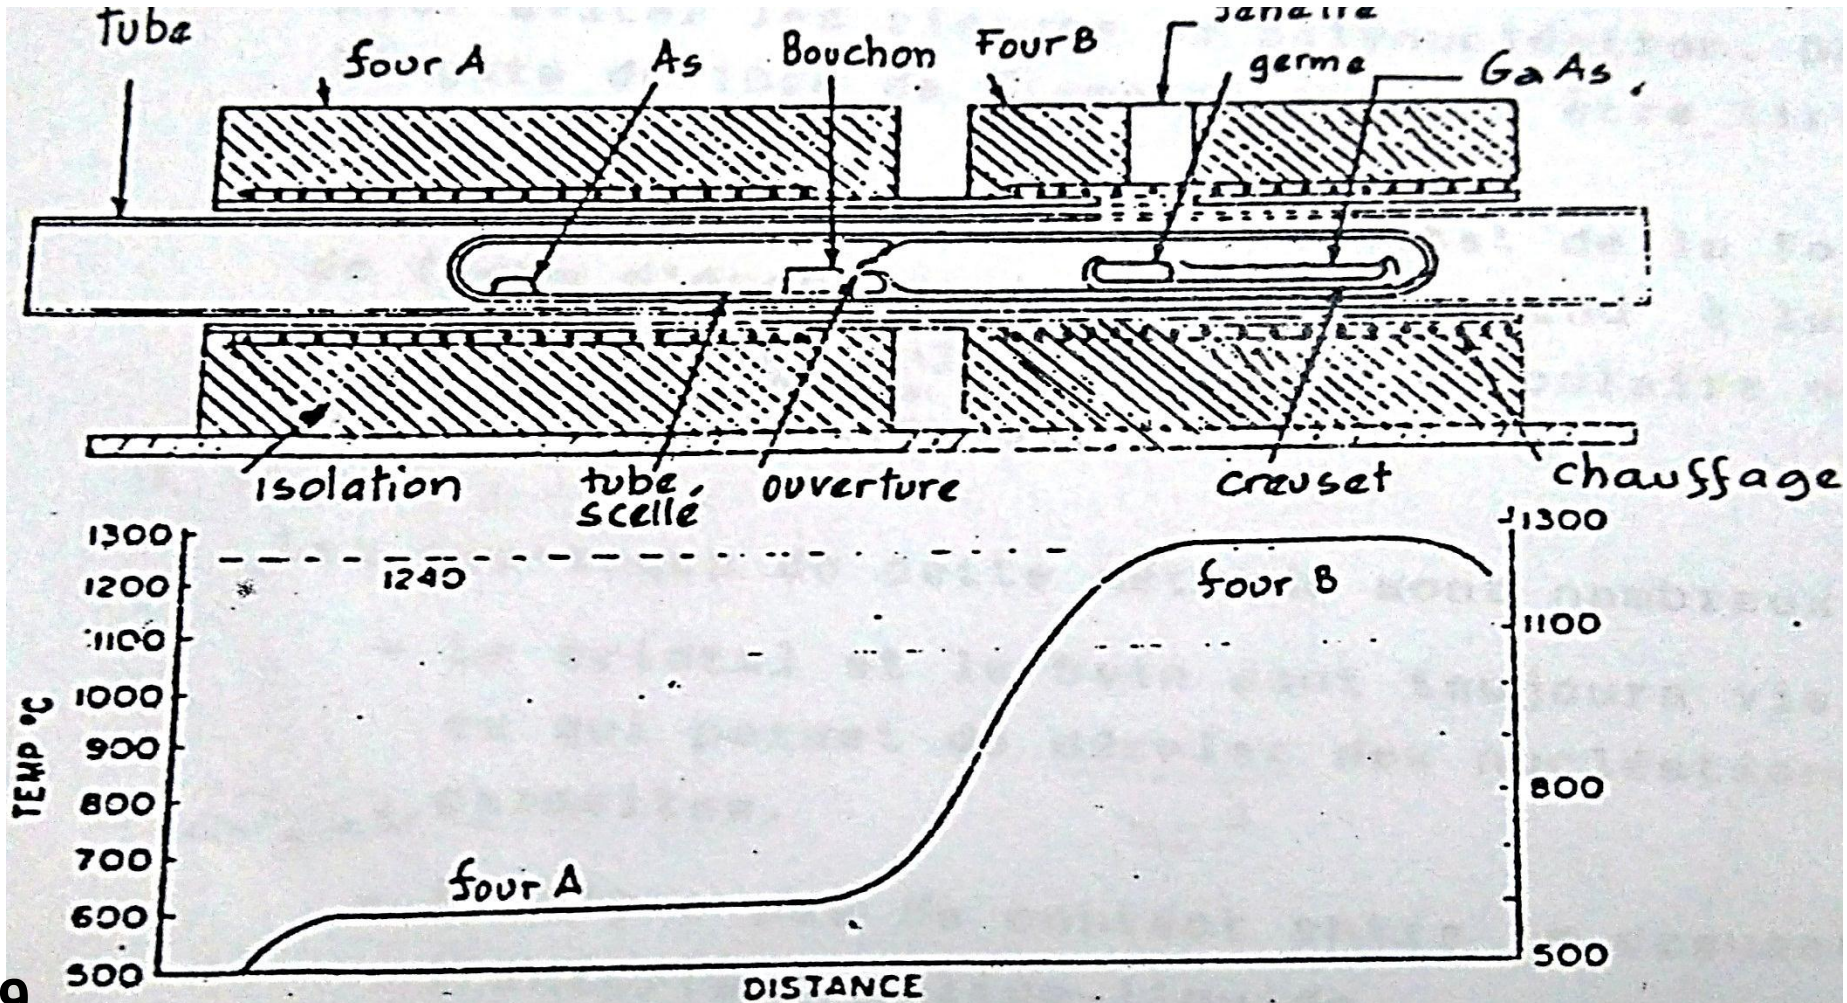 Tube
four A
As
Bouchon
Four B
germe
GaAs
isolation
tube
scellé
ouverture
creuset
chauffage
1300
1200
1100
1000
900
800
700
600
500
TEMP °C
1240
four A
four B
1300
1100
800
500
DISTANCE
9